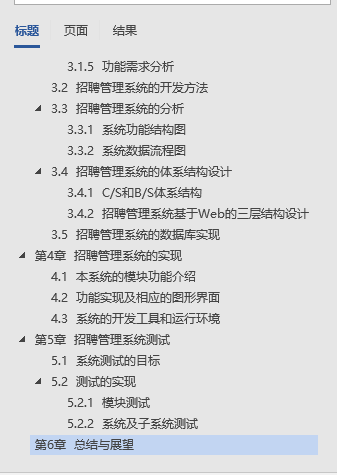 标题 页面 结果
3.1.5 功能需求分析
3.2 招聘管理系统的开发方法
3.3 招聘管理系统的分析
3.3.1 系统功能结构图
3.3.2 系统数据流程图
3.4 招聘管理系统的体系结构设计
3.4.1 C/S和B/S体系结构
3.4.2 招聘管理系统基于Web的三层结构设计
3.5 招聘管理系统的数据库实现
第4章 招聘管理系统的实现
4.1 本系统的模块功能介绍
4.2 功能实现及相应的图形界面
4.3 系统的开发工具和运行环境
第5章 招聘管理系统测试
5.1 系统测试的目标
5.2 测试的实现
5.2.1 模块测试
5.2.2 系统及子系统测试
第6章 总结与展望